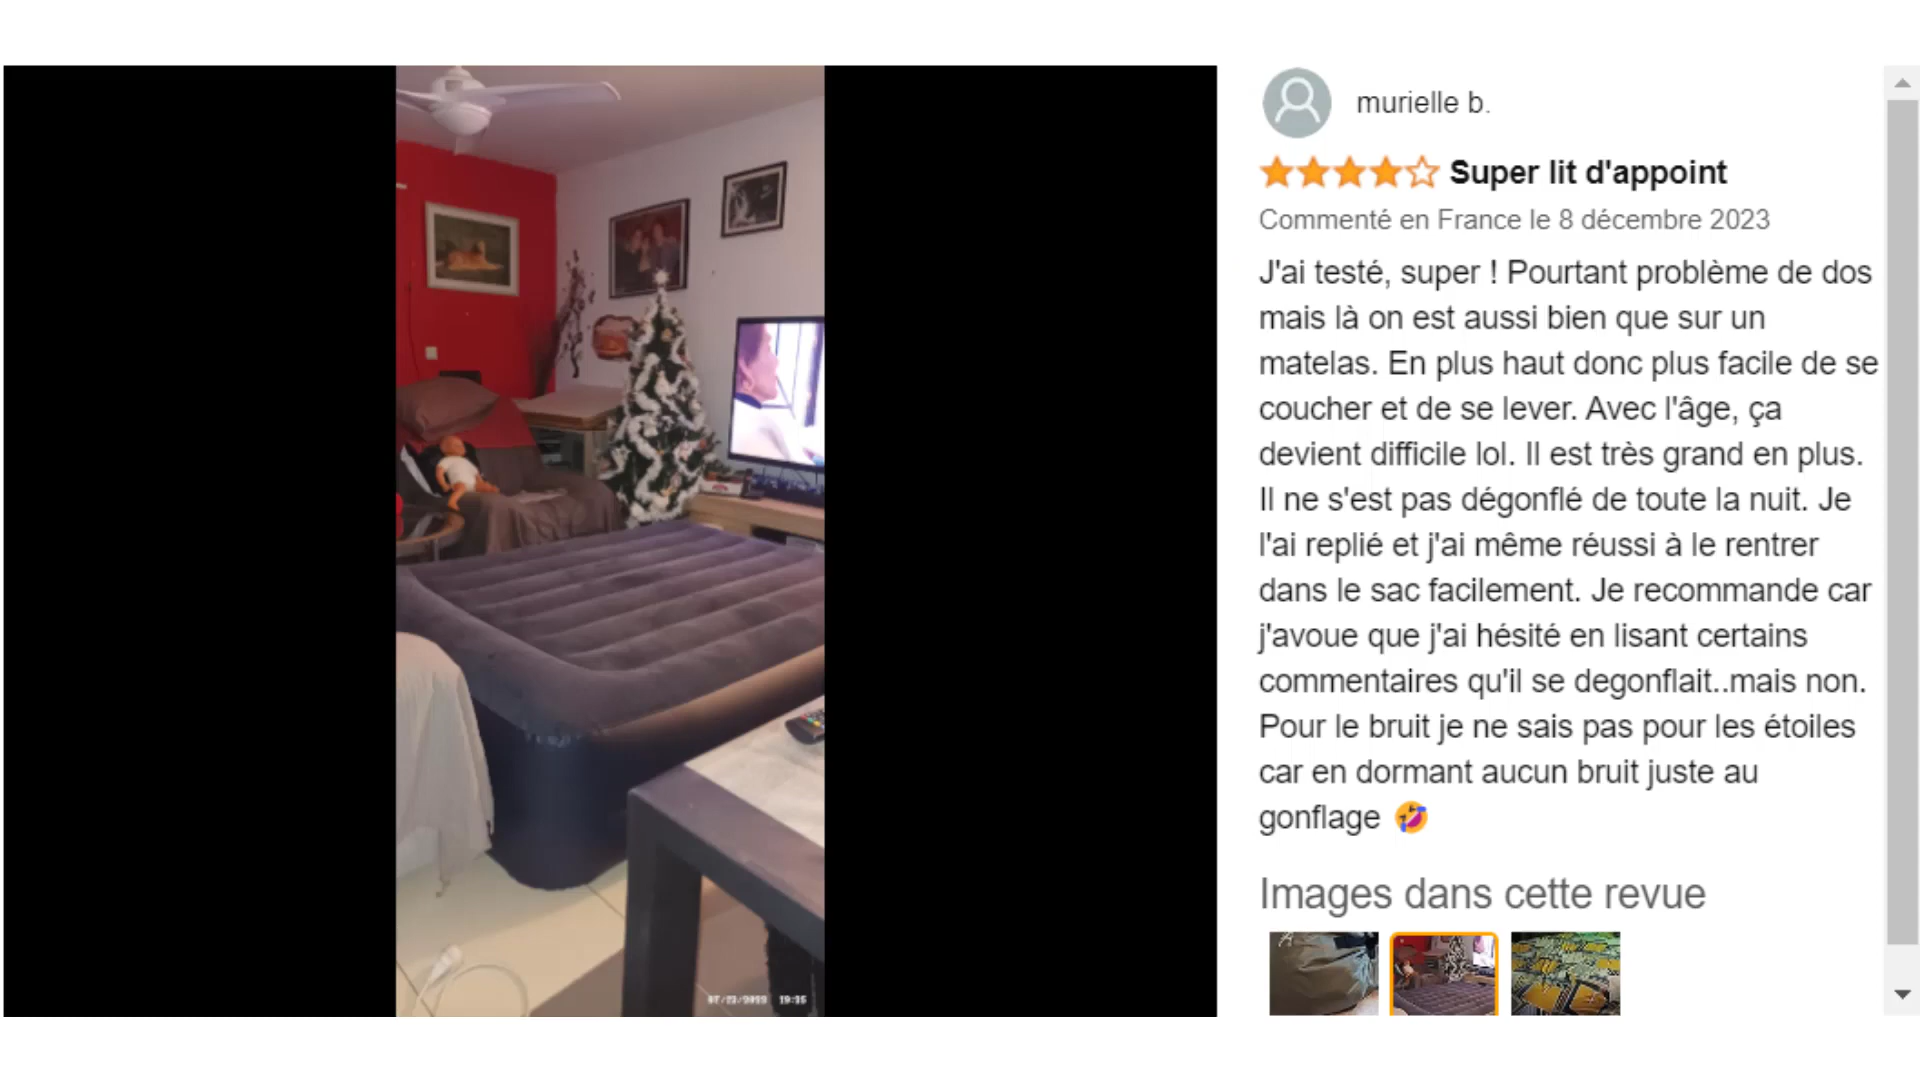 murielle b.
Super lit d'appoint
Commenté en France le 8 décembre 2023
J'ai testé, super ! Pourtant problème de dos
mais là on est aussi bien que sur un
matelas. En plus haut donc plus facile de se
coucher et de se lever. Avec l'âge, ça
devient difficile lol. Il est très grand en plus.
Il ne s'est pas dégonflé de toute la nuit. Je
l'ai replié et j'ai même réussi à le rentrer
dans le sac facilement. Je recommande car
j'avoue que j'ai hésité en lisant certains
commentaires qu'il se degonflait..mais non.
Pour le bruit je ne sais pas pour les étoiles
car en dormant aucun bruit juste au
gonflage 🤣
Images dans cette revue
19:35